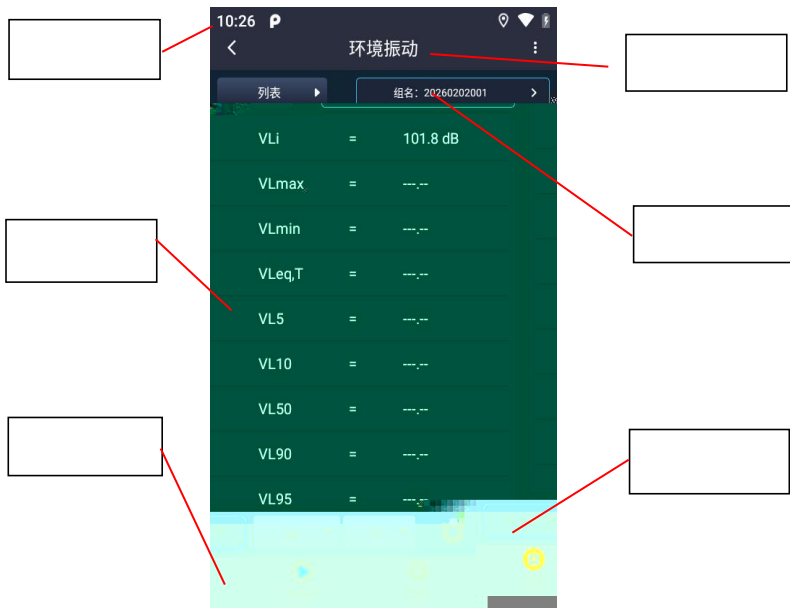 10:26
环境振动
列表
组名：20260202001
VLi = 101.8 dB
VLmax = ---.--
VLmin = ---.--
VLeq,T = ---.--
VL5 = ---.--
VL10 = ---.--
VL50 = ---.--
VL90 = ---.--
VL95 = ---.--